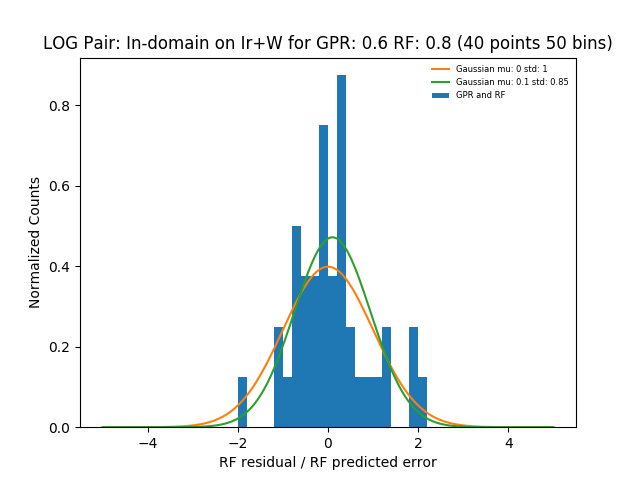 LOG Pair: In-domain on Ir+W for GPR: 0.6 RF: 0.8 (40 points 50 bins)
Gaussian mu: 0 std: 1
Gaussian mu: 0.1 std: 0.85
GPR and RF
Normalized Counts
0.8
0.6
0.4
0.2
0.0
−4 −2 0 2 4
RF residual / RF predicted error